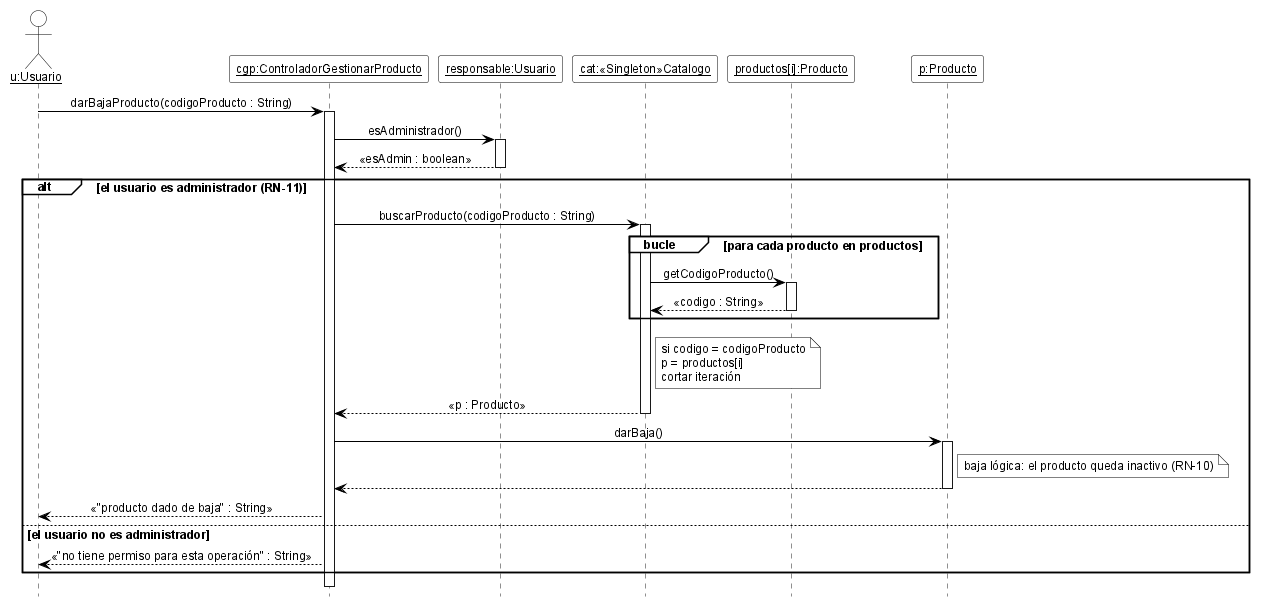 u:Usuario
cgp:ControladorGestionarProducto
responsable:Usuario
cat:«Singleton»Catalogo
productos[i]:Producto
p:Producto
darBajaProducto(codigoProducto : String)
esAdministrador()
«esAdmin : boolean»
alt [el usuario es administrador (RN-11)]
buscarProducto(codigoProducto : String)
bucle [para cada producto en productos]
getCodigoProducto()
«codigo : String»
si codigo = codigoProducto
p = productos[i]
cortar iteración
«p : Producto»
darBaja()
baja lógica: el producto queda inactivo (RN-10)
«"producto dado de baja" : String»
[el usuario no es administrador]
«"no tiene permiso para esta operación" : String»